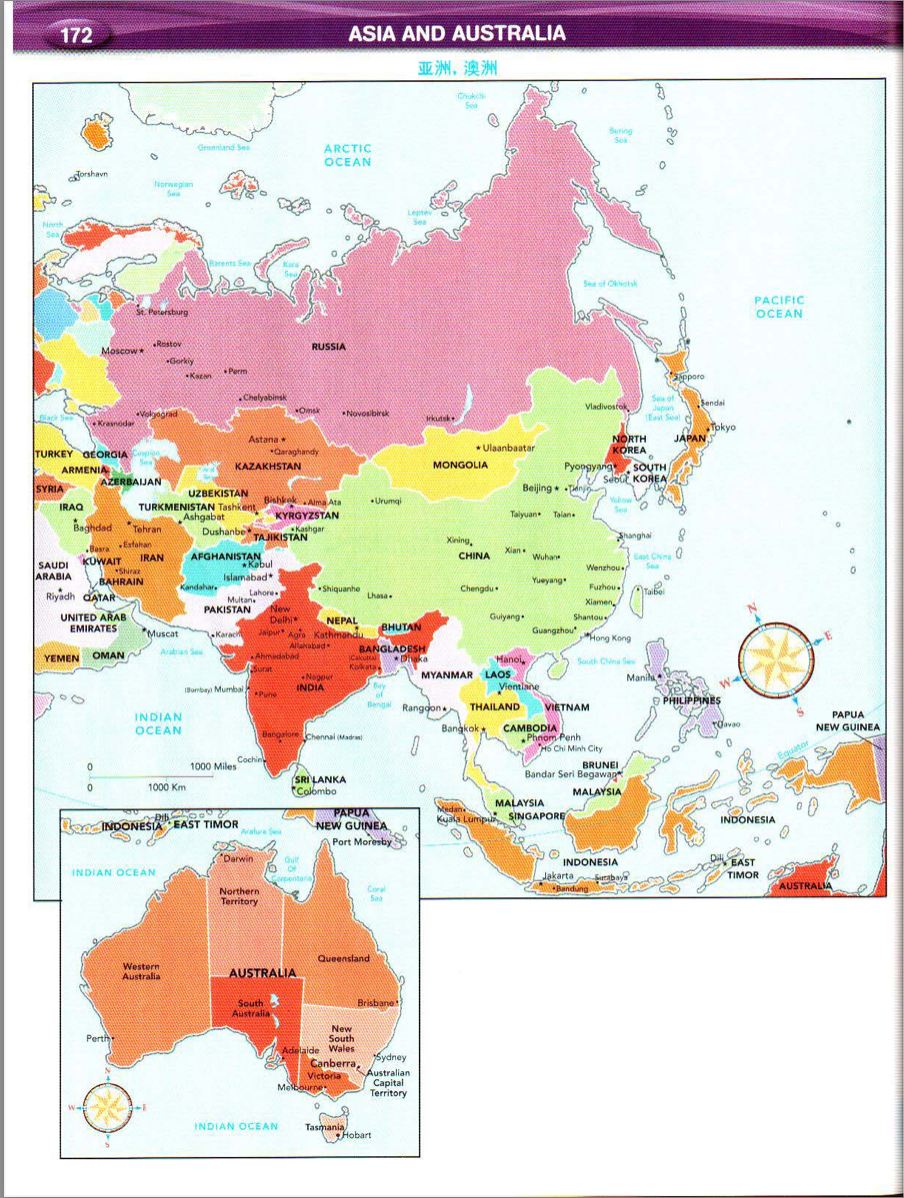 172
ASIA AND AUSTRALIA
亚洲, 澳洲
Chukchi
Sea
Bering
Sea
Greenland Sea
ARCTIC
OCEAN
Torshavn
Norwegian
Sea
Leptev
Sea
North
Sea
Barents Sea
Kara
Sea
Sea of Okhotsk
PACIFIC
OCEAN
St. Petersburg
Moscow
Rostov
Gorkiy
Kazan
Perm
RUSSIA
Sapporo
Chelyabinsk
Omsk
Novosibirsk
Irkutsk
Vladivostok
Sea of
Japan
(East Sea)
Sendai
Black Sea
Volgograd
Krasnodar
Tokyo
Astana
Qaraghandy
Ulaanbaatar
NORTH
KOREA
JAPAN
TURKEY
GEORGIA
Caspian
Sea
Aral
Sea
KAZAKHSTAN
MONGOLIA
Pyongyang
SOUTH
KOREA
Seoul
ARMENIA
AZERBAIJAN
SYRIA
UZBEKISTAN
Bishkek
Alma Ata
Urumqi
Beijing
Tianjin
Yellow
Sea
IRAQ
TURKMENISTAN
Tashkent
KYRGYZSTAN
Ashgabat
Taiyuan
Taian
Baghdad
Tehran
Dushanbe
Kashgar
TAJIKISTAN
Shanghai
Basra
Esfahan
Xining
Xian
Wuhan
CHINA
KUWAIT
IRAN
AFGHANISTAN
Kabul
East China
Sea
SAUDI
ARABIA
Shiraz
BAHRAIN
Islamabad
Wenzhou
Yueyang
Kandahar
Lahore
Shiquanhe
Lhasa
Chengdu
Fuzhou
Taibei
Riyadh
QATAR
Multan
PAKISTAN
New
Delhi
Xiamen
UNITED ARAB
EMIRATES
NEPAL
BHUTAN
Guiyang
Shantou
Muscat
Karachi
Jaipur
Agra
Kathmandu
Guangzhou
Hong Kong
Allahabad
Arabian Sea
BANGLADESH
YEMEN
OMAN
Ahmedabad
(Calcutta)
Kolkata
Dhaka
Hanoi
South China Sea
Surat
Nagpur
MYANMAR
LAOS
Manila
(Bombay) Mumbai
Pune
INDIA
Bay
of
Bengal
Vientiane
PHILIPPINES
N
E
W
S
INDIAN
OCEAN
Rangoon
THAILAND
VIETNAM
Bangkok
CAMBODIA
Davao
PAPUA
NEW GUINEA
Bangalore
Chennai (Madras)
Phnom Penh
Ho Chi Minh City
Equator
Cochin
BRUNEI
Bandar Seri Begawan
0
1000 Miles
0
1000 Km
SRI LANKA
Colombo
MALAYSIA
MALAYSIA
Medan
Kuala Lumpur
SINGAPORE
INDONESIA
INDONESIA
Dili
EAST
TIMOR
Jakarta
Surabaya
Bandung
AUSTRALIA
Dili
INDONESIA
EAST TIMOR
Arafura Sea
PAPUA
NEW GUINEA
Port Moresby
INDIAN OCEAN
Darwin
Gulf
Of
Carpenteria
Coral
Sea
Northern
Territory
Western
Australia
Queensland
AUSTRALIA
South
Australia
Brisbane
New
South
Wales
Perth
Adelaide
Sydney
Canberra
Victoria
Australian
Capital
Territory
Melbourne
N
W
E
S
INDIAN OCEAN
Tasmania
Hobart